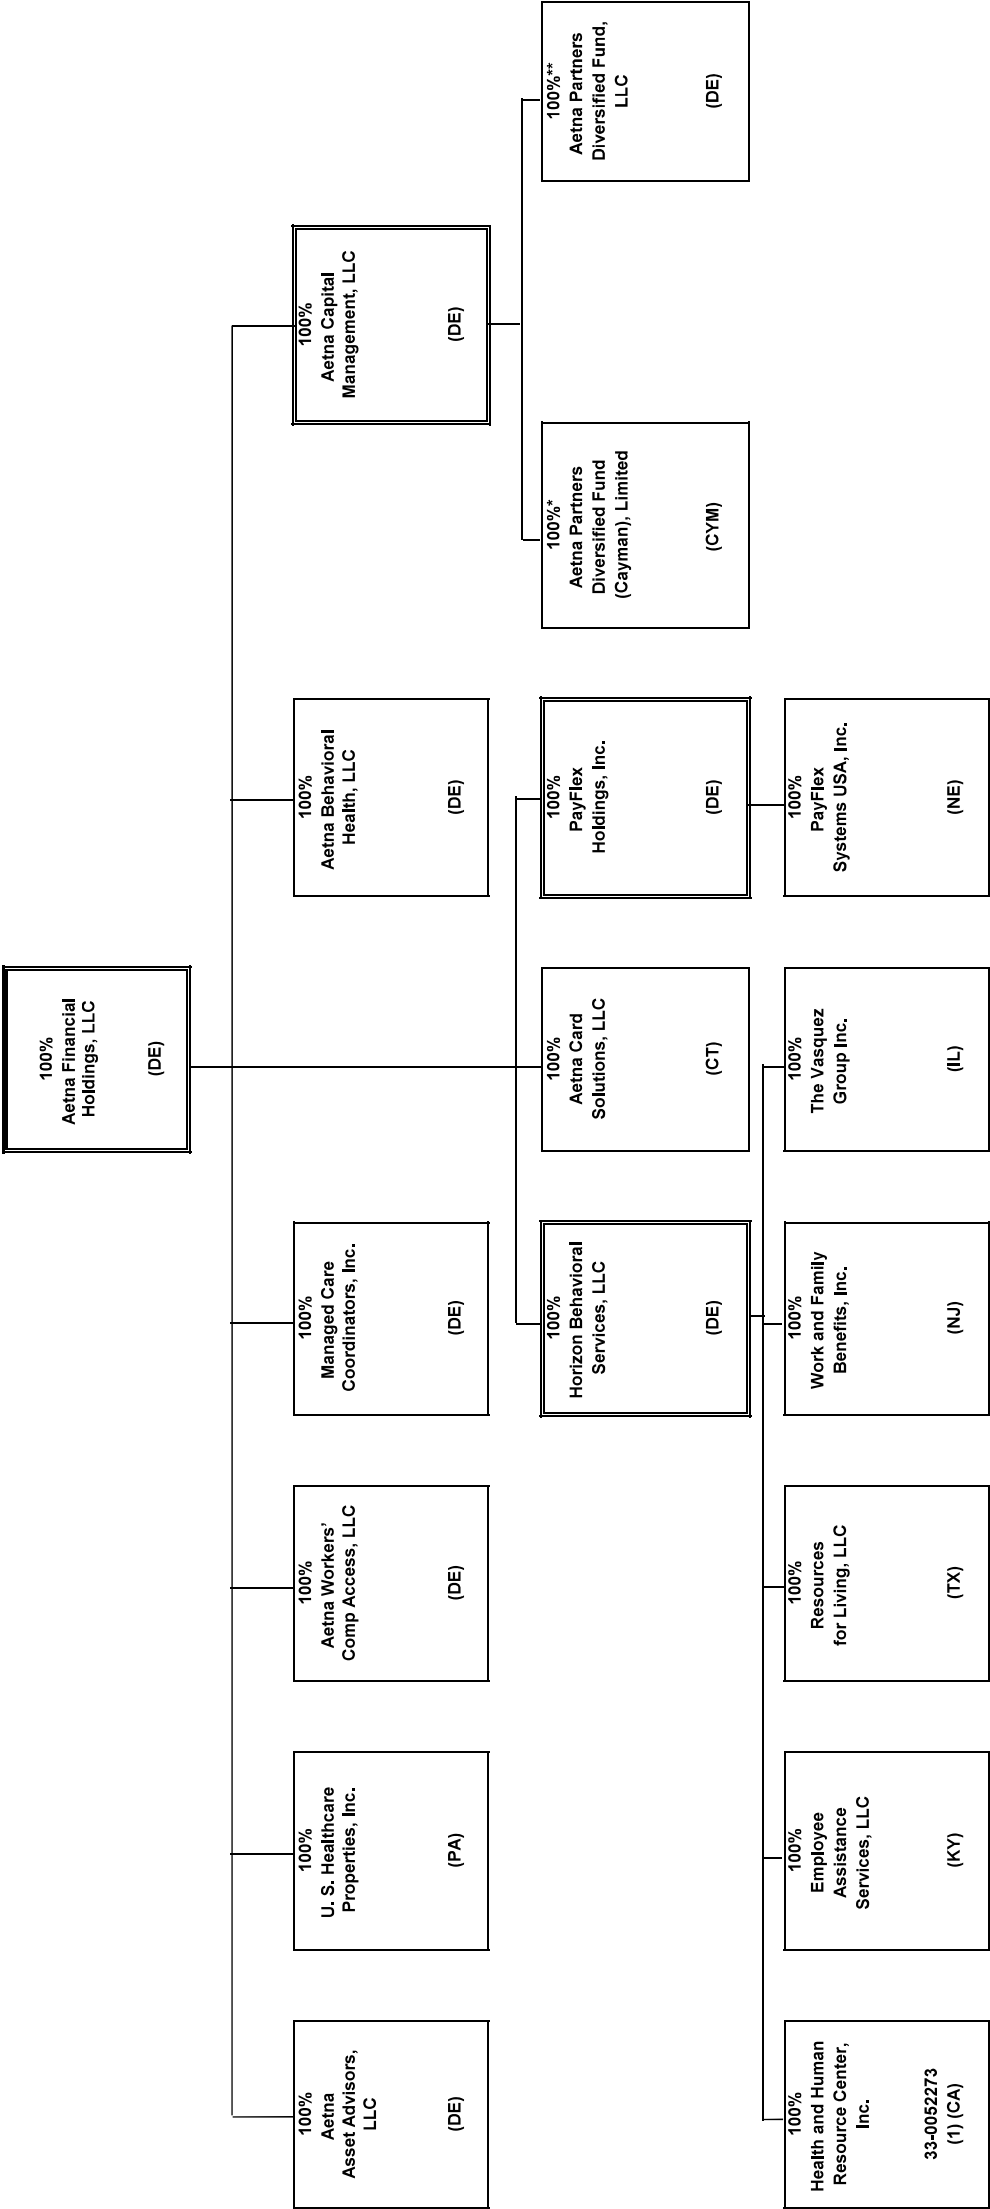 100%
Aetna Financial
Holdings, LLC
(DE)
100%
Aetna
Asset Advisors,
LLC
(DE)
100%
U. S. Healthcare
Properties, Inc.
(PA)
100%
Aetna Workers’
Comp Access, LLC
(DE)
100%
Managed Care
Coordinators, Inc.
(DE)
100%
Aetna Behavioral
Health, LLC
(DE)
100%
Aetna Capital
Management, LLC
(DE)
100%
Horizon Behavioral
Services, LLC
(DE)
100%
Aetna Card
Solutions, LLC
(CT)
100%
PayFlex
Holdings, Inc.
(DE)
100%*
Aetna Partners
Diversified Fund
(Cayman), Limited
(CYM)
100%**
Aetna Partners
Diversified Fund,
LLC
(DE)
100%
Health and Human
Resource Center,
Inc.
33-0052273
(1) (CA)
100%
Employee
Assistance
Services, LLC
(KY)
100%
Resources
for Living, LLC
(TX)
100%
Work and Family
Benefits, Inc.
(NJ)
100%
The Vasquez
Group Inc.
(IL)
100%
PayFlex
Systems USA, Inc.
(NE)